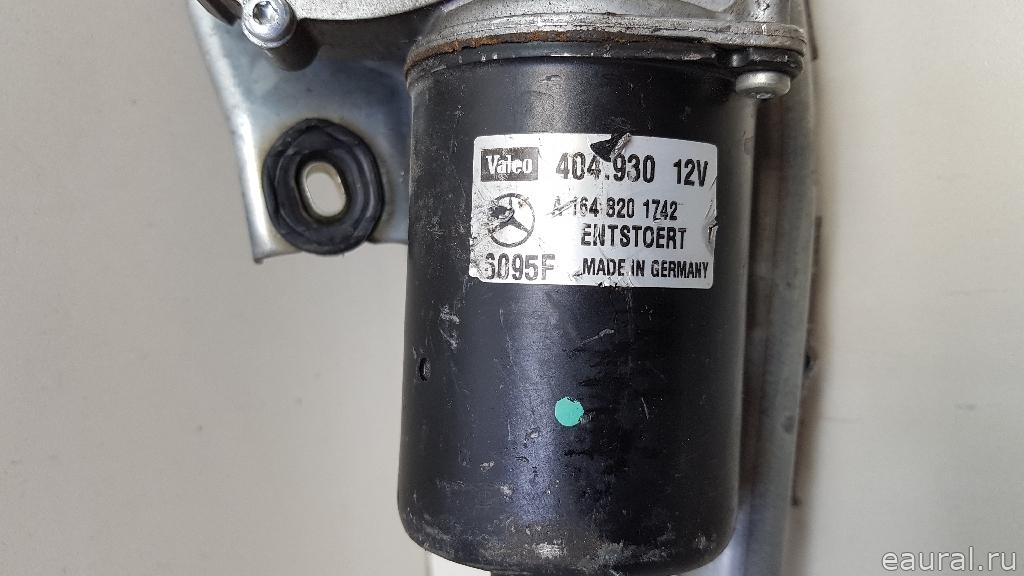 Valeo 404.930 12V
A 164 820 1742
ENTSTOERT
6095F MADE IN GERMANY
eaural.ru